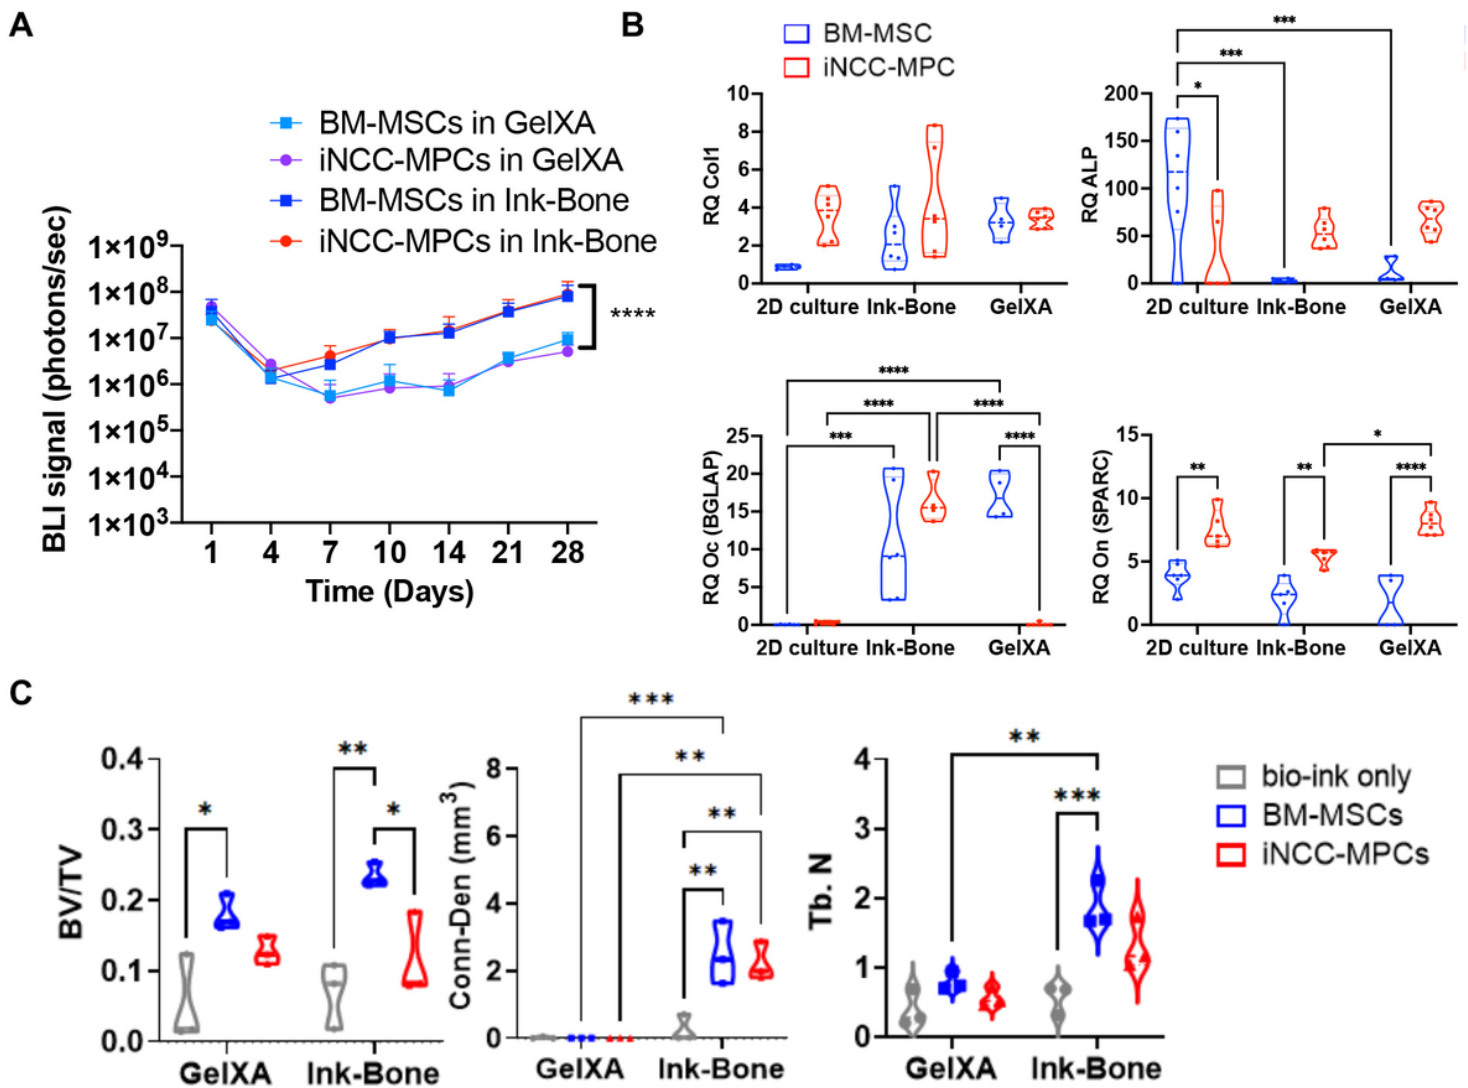 A
BM-MSCs in GelXA
iNCC-MPCs in GelXA
BM-MSCs in Ink-Bone
iNCC-MPCs in Ink-Bone
BLI signal (photons/sec)
1×10⁹
1×10⁸
1×10⁷
1×10⁶
1×10⁵
1×10⁴
1×10³
****
1 4 7 10 14 21 28
Time (Days)
B
BM-MSC
iNCC-MPC
RQ Col1
10
8
6
4
2
0
2D culture Ink-Bone GelXA
RQ ALP
200
150
100
50
0
***
***
*
2D culture Ink-Bone GelXA
RQ Oc (BGLAP)
25
20
15
10
5
0
****
**** ****
*** ****
2D culture Ink-Bone GelXA
RQ On (SPARC)
15
10
5
0
*
** ** ****
2D culture Ink-Bone GelXA
C
BV/TV
0.4
0.3
0.2
0.1
0.0
**
* *
GelXA Ink-Bone
Conn-Den (mm³)
8
6
4
2
0
***
**
**
**
GelXA Ink-Bone
Tb. N
4
3
2
1
0
**
***
GelXA Ink-Bone
bio-ink only
BM-MSCs
iNCC-MPCs